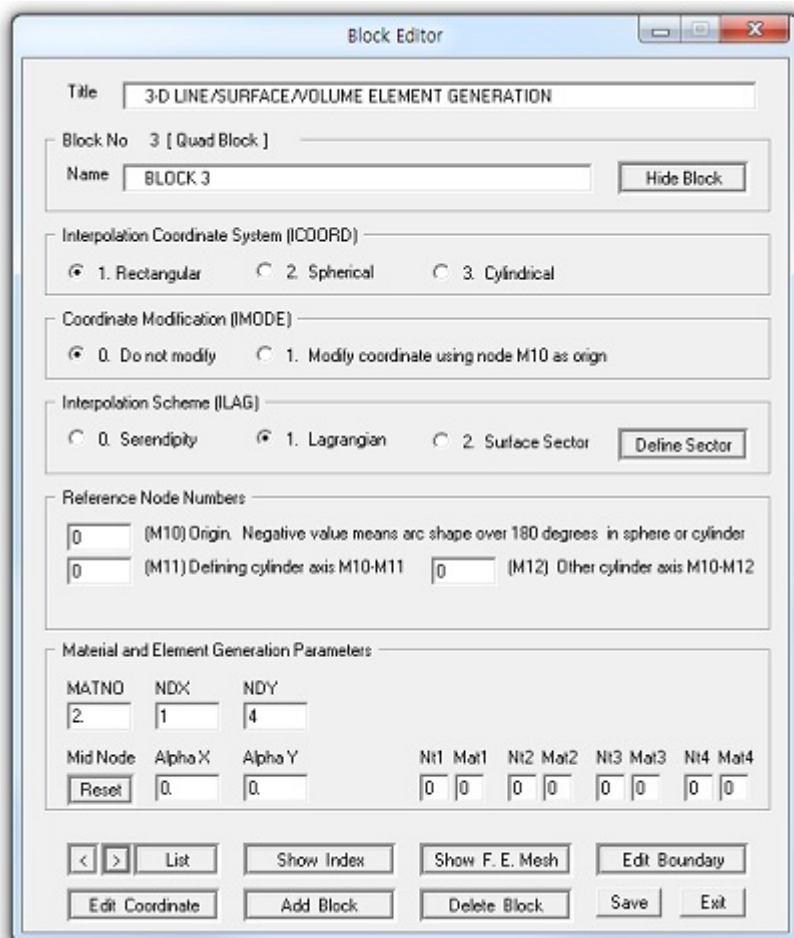 Block Editor
Title 3-D LINE/SURFACE/VOLUME ELEMENT GENERATION
Block No 3 [ Quad Block ]
Name BLOCK 3 Hide Block
Interpolation Coordinate System (ICOORD)
1. Rectangular 2. Spherical 3. Cylindrical
Coordinate Modification (IMODE)
0. Do not modify 1. Modify coordinate using node M10 as orign
Interpolation Scheme (ILAG)
0. Serendipity 1. Lagrangian 2. Surface Sector Define Sector
Reference Node Numbers
0 (M10) Origin. Negative value means arc shape over 180 degrees in sphere or cylinder
0 (M11) Defining cylinder axis M10-M11 0 (M12) Other cylinder axis M10-M12
Material and Element Generation Parameters
MATNO NDX NDY
2. 1 4
Mid Node Alpha X Alpha Y Nt1 Mat1 Nt2 Mat2 Nt3 Mat3 Nt4 Mat4
Reset 0. 0. 0 0 0 0 0 0 0 0
< > List Show Index Show F. E. Mesh Edit Boundary
Edit Coordinate Add Block Delete Block Save Exit